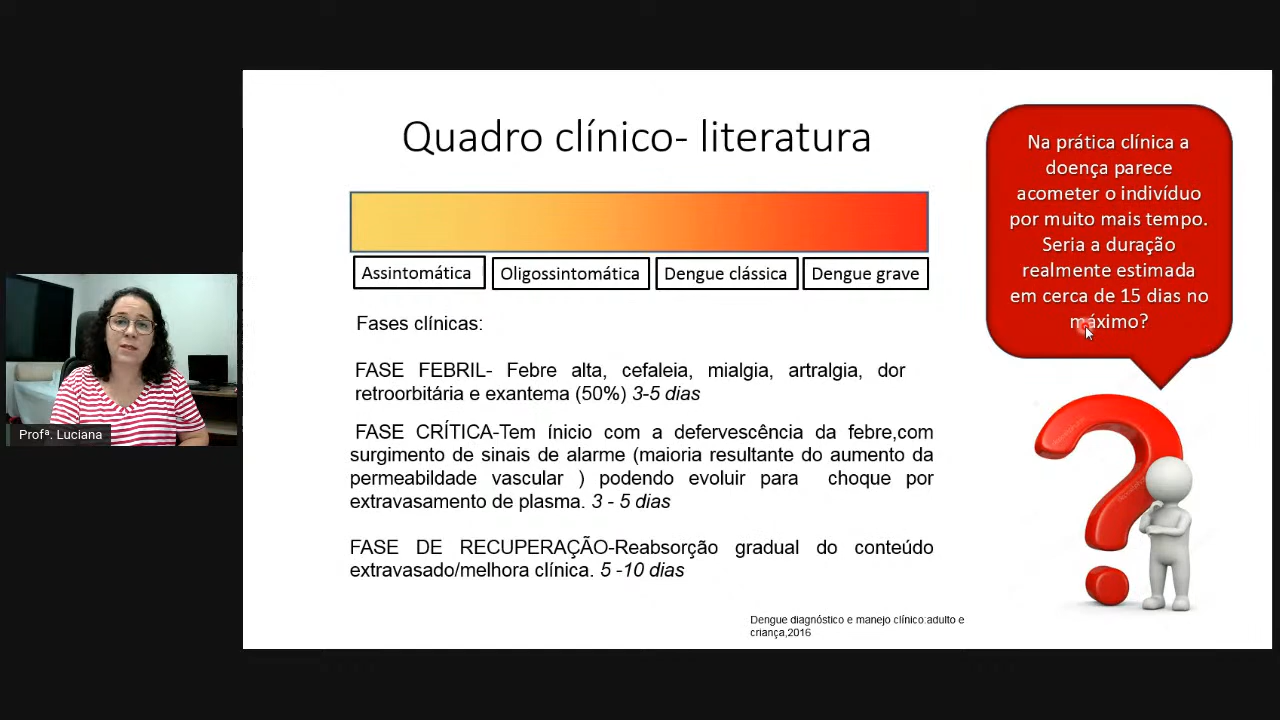 Quadro clínico- literatura
Assintomática
Oligossintomática
Dengue clássica
Dengue grave
Fases clínicas:
FASE FEBRIL- Febre alta, cefaleia, mialgia, artralgia, dor
retroorbitária e exantema (50%) 3-5 dias
FASE CRÍTICA-Tem ínicio com a defervescência da febre,com
surgimento de sinais de alarme (maioria resultante do aumento da
permeabildade vascular ) podendo evoluir para choque por
extravasamento de plasma. 3 - 5 dias
FASE DE RECUPERAÇÃO-Reabsorção gradual do conteúdo
extravasado/melhora clínica. 5 -10 dias
Dengue diagnóstico e manejo clínico:adulto e
criança,2016
Na prática clínica a
doença parece
acometer o indivíduo
por muito mais tempo.
Seria a duração
realmente estimada
em cerca de 15 dias no
máximo?
Profª. Luciana